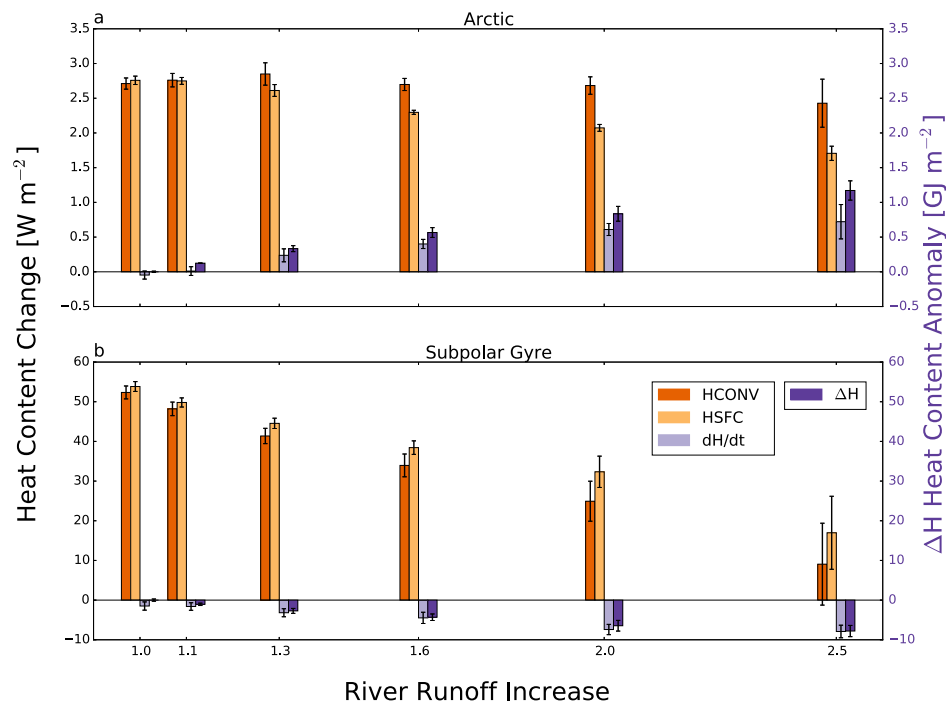 a
Arctic
3.5
3.0
2.5
2.0
1.5
1.0
0.5
0.0
−0.5
3.5
3.0
2.5
2.0
1.5
1.0
0.5
0.0
−0.5
Heat Content Change [W m⁻²]
ΔH Heat Content Anomaly [GJ m⁻²]
b
Subpolar Gyre
60
50
40
30
20
10
0
−10
60
50
40
30
20
10
0
−10
HCONV
HSFC
dH/dt
ΔH
1.0 1.1 1.3 1.6 2.0 2.5
River Runoff Increase